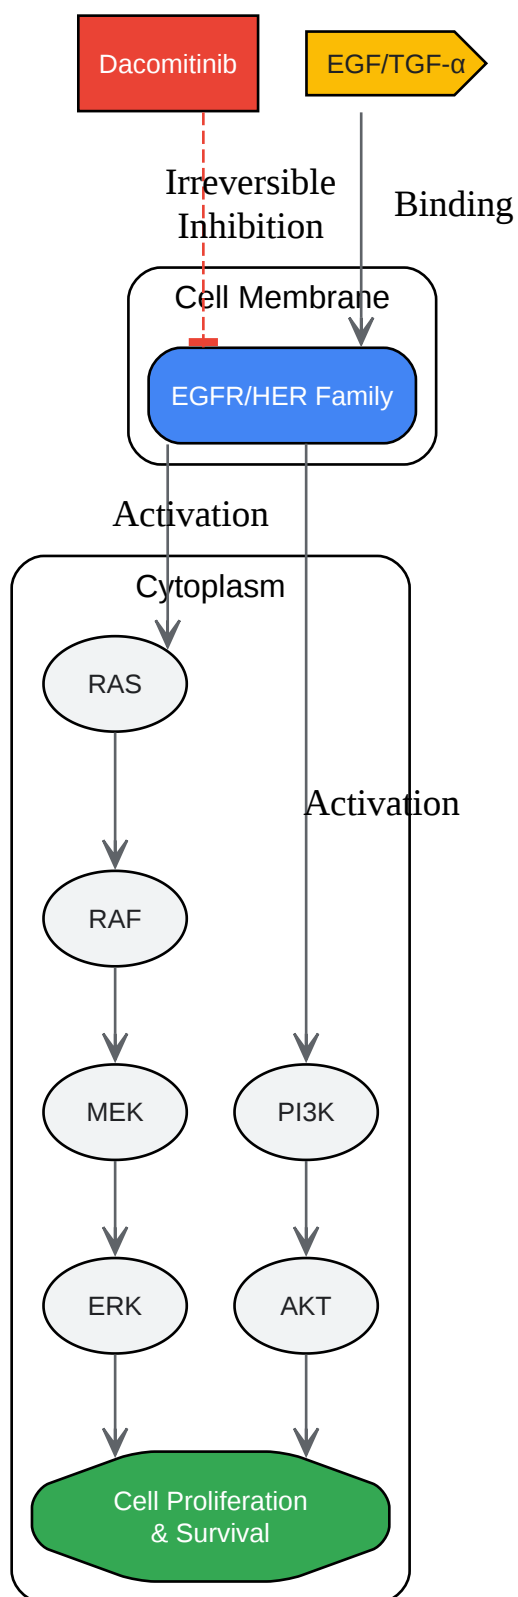 Dacomitinib
EGF/TGF-α
Irreversible
Inhibition
Binding
Cell Membrane
EGFR/HER Family
Activation
Cytoplasm
RAS
Activation
RAF
MEK
PI3K
ERK
AKT
Cell Proliferation
& Survival